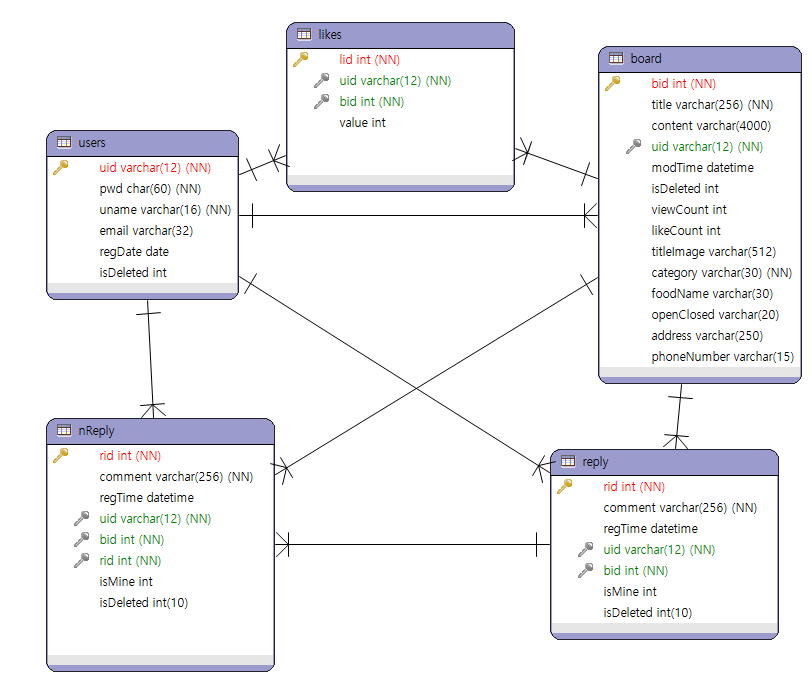 likes
lid int (NN)
uid varchar(12) (NN)
bid int (NN)
value int
board
bid int (NN)
title varchar(256) (NN)
content varchar(4000)
uid varchar(12) (NN)
modTime datetime
isDeleted int
viewCount int
likeCount int
titleImage varchar(512)
category varchar(30) (NN)
foodName varchar(30)
openClosed varchar(20)
address varchar(250)
phoneNumber varchar(15)
users
uid varchar(12) (NN)
pwd char(60) (NN)
uname varchar(16) (NN)
email varchar(32)
regDate date
isDeleted int
nReply
rid int (NN)
comment varchar(256) (NN)
regTime datetime
uid varchar(12) (NN)
bid int (NN)
rid int (NN)
isMine int
isDeleted int(10)
reply
rid int (NN)
comment varchar(256) (NN)
regTime datetime
uid varchar(12) (NN)
bid int (NN)
isMine int
isDeleted int(10)